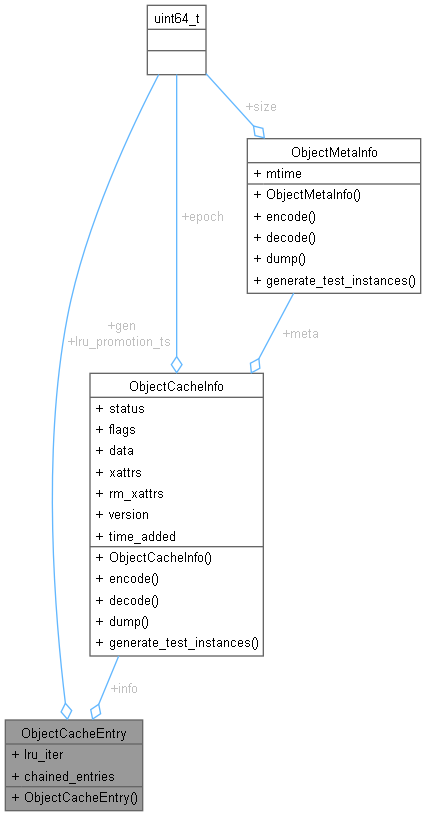 uint64_t
+size
ObjectMetaInfo
+ mtime
+ ObjectMetaInfo()
+ encode()
+ decode()
+ dump()
+ generate_test_instances()
+epoch
+gen
+lru_promotion_ts
+meta
ObjectCacheInfo
+ status
+ flags
+ data
+ xattrs
+ rm_xattrs
+ version
+ time_added
+ ObjectCacheInfo()
+ encode()
+ decode()
+ dump()
+ generate_test_instances()
+info
ObjectCacheEntry
+ lru_iter
+ chained_entries
+ ObjectCacheEntry()